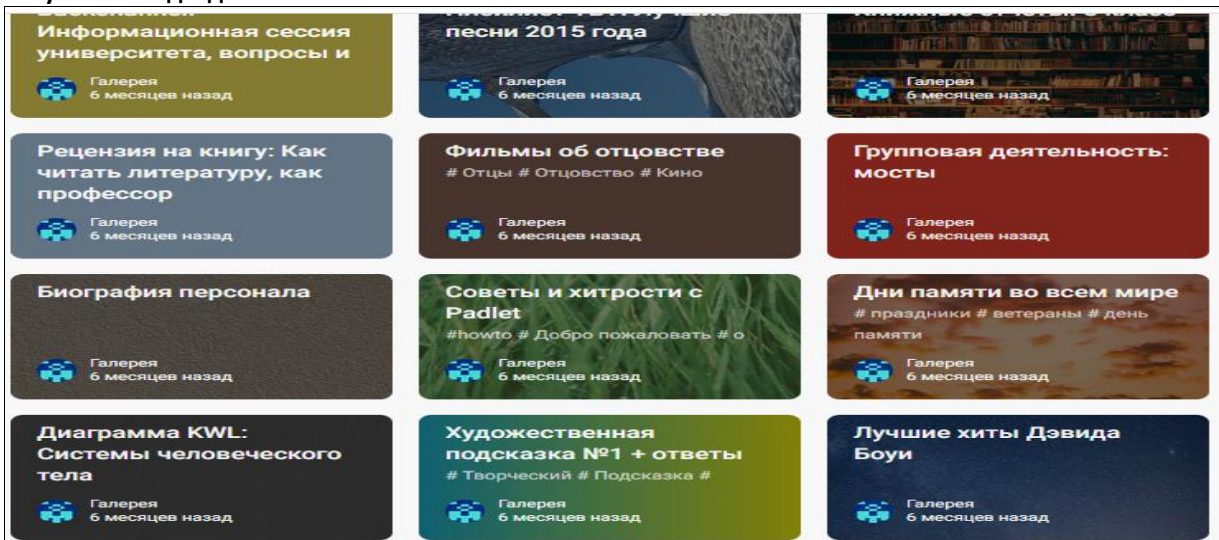 Информационная сессия
университета, вопросы и
Галерея
6 месяцев назад
песни 2015 года
Галерея
6 месяцев назад
Галерея
6 месяцев назад
Рецензия на книгу: Как
читать литературу, как
профессор
Галерея
6 месяцев назад
Фильмы об отцовстве
# Отцы # Отцовство # Кино
Галерея
6 месяцев назад
Групповая деятельность:
мосты
Галерея
6 месяцев назад
Биография персонала
Галерея
6 месяцев назад
Советы и хитрости с
Padlet
#howto # Добро пожаловать # о
Галерея
6 месяцев назад
Дни памяти во всем мире
# праздники # ветераны # день
памяти
Галерея
6 месяцев назад
Диаграмма KWL:
Системы человеческого
тела
Галерея
6 месяцев назад
Художественная
подсказка №1 + ответы
# Творческий # Подсказка #
Галерея
6 месяцев назад
Лучшие хиты Дэвида
Боуи
Галерея
6 месяцев назад